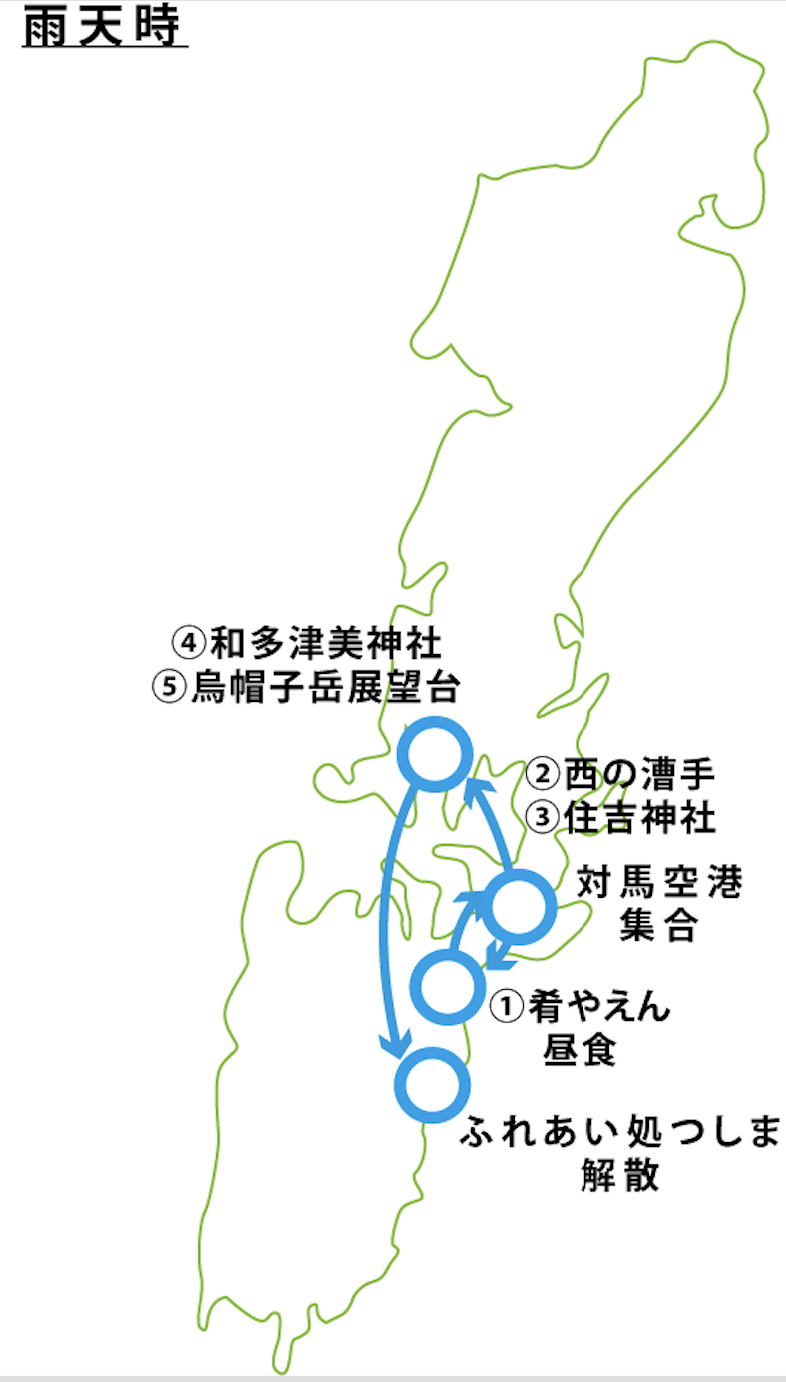 雨天時
④和多津美神社
⑤烏帽子岳展望台
②西の漕手
③住吉神社
対馬空港
集合
①肴やえん
昼食
ふれあい処つしま
解散